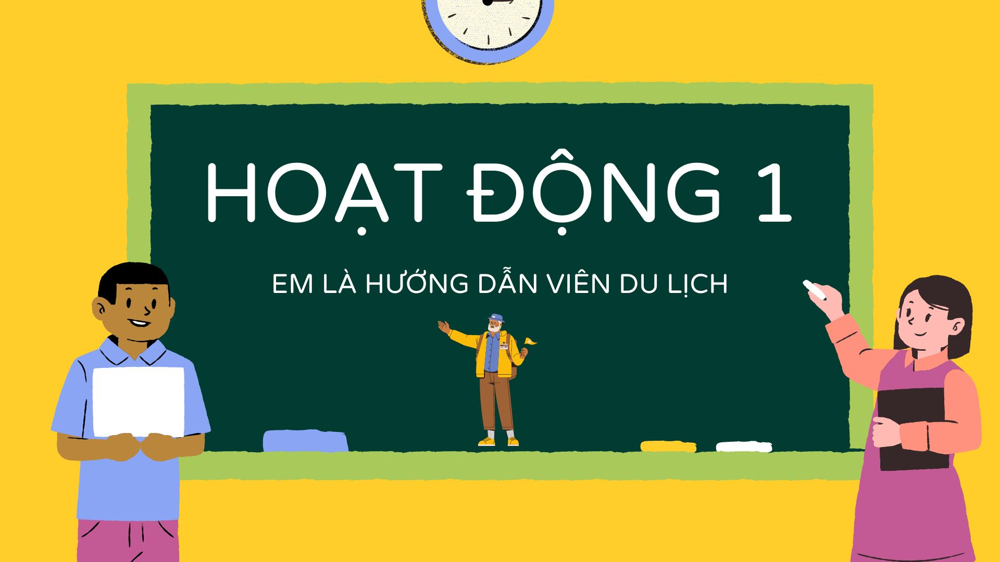 HOẠT ĐỘNG 1
EM LÀ HƯỚNG DẪN VIÊN DU LỊCH